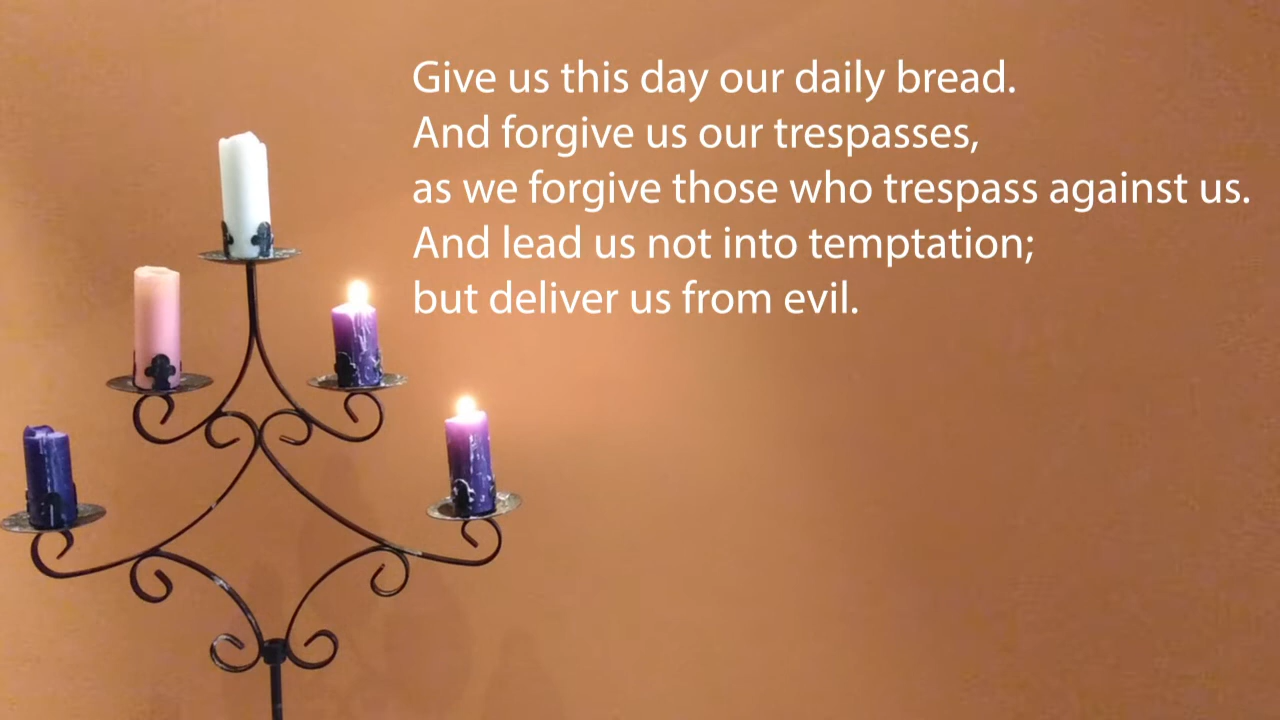 Give us this day our daily bread.
And forgive us our trespasses,
as we forgive those who trespass against us.
And lead us not into temptation;
but deliver us from evil.